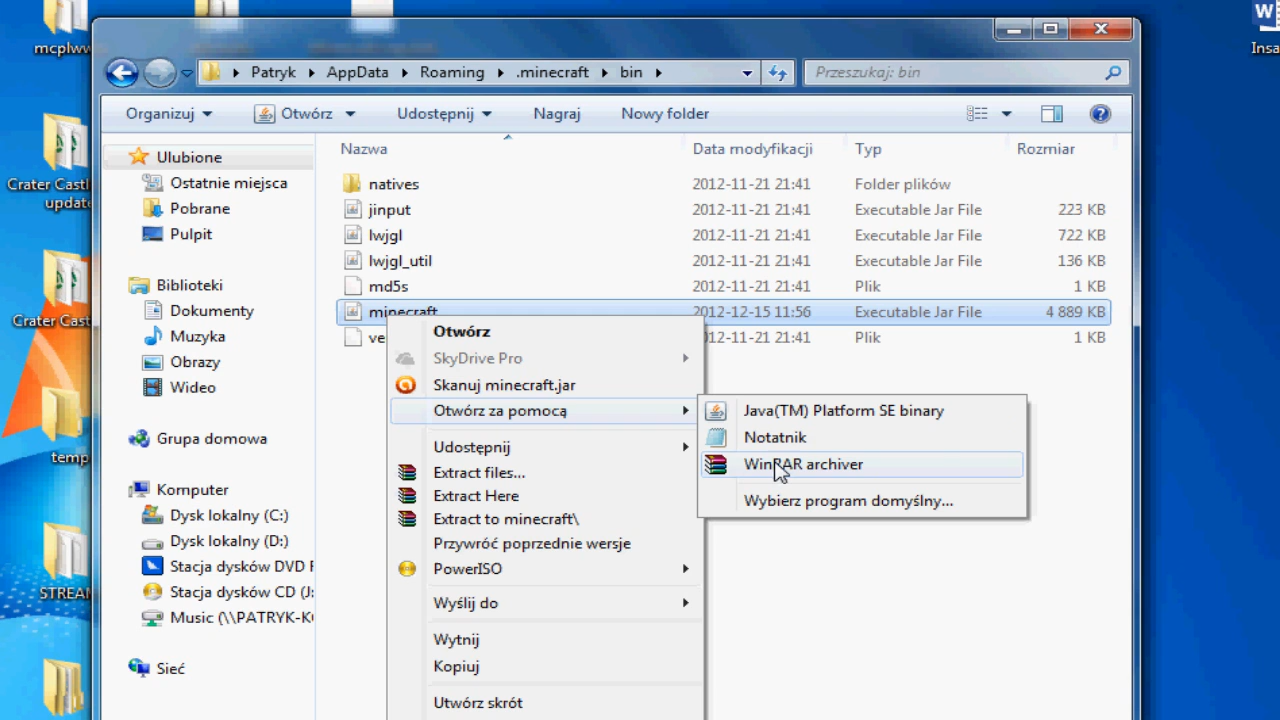 mcplww
Insa
Patryk AppData Roaming .minecraft bin
Przeszukaj: bin
Organizuj Otwórz Udostępnij Nagraj Nowy folder
Crater Castl
update
Crater Cast
temp
STREAM
Ulubione
Ostatnie miejsca
Pobrane
Pulpit
Biblioteki
Dokumenty
Muzyka
Obrazy
Wideo
Grupa domowa
Komputer
Dysk lokalny (C:)
Dysk lokalny (D:)
Stacja dysków DVD
Stacja dysków CD (J:
Music (\\PATRYK-K
Sieć
Nazwa Data modyfikacji Typ Rozmiar
natives 2012-11-21 21:41 Folder plików
jinput 2012-11-21 21:41 Executable Jar File 223 KB
lwjgl 2012-11-21 21:41 Executable Jar File 722 KB
lwjgl_util 2012-11-21 21:41 Executable Jar File 136 KB
md5s 2012-11-21 21:41 Plik 1 KB
minecraft 2012-12-15 11:56 Executable Jar File 4 889 KB
ve 2012-11-21 21:41 Plik 1 KB
Otwórz
SkyDrive Pro
Skanuj minecraft.jar
Otwórz za pomocą
Udostępnij
Extract files...
Extract Here
Extract to minecraft\
Przywróć poprzednie wersje
PowerISO
Wyślij do
Wytnij
Kopiuj
Utwórz skrót
Java(TM) Platform SE binary
Notatnik
WinRAR archiver
Wybierz program domyślny...